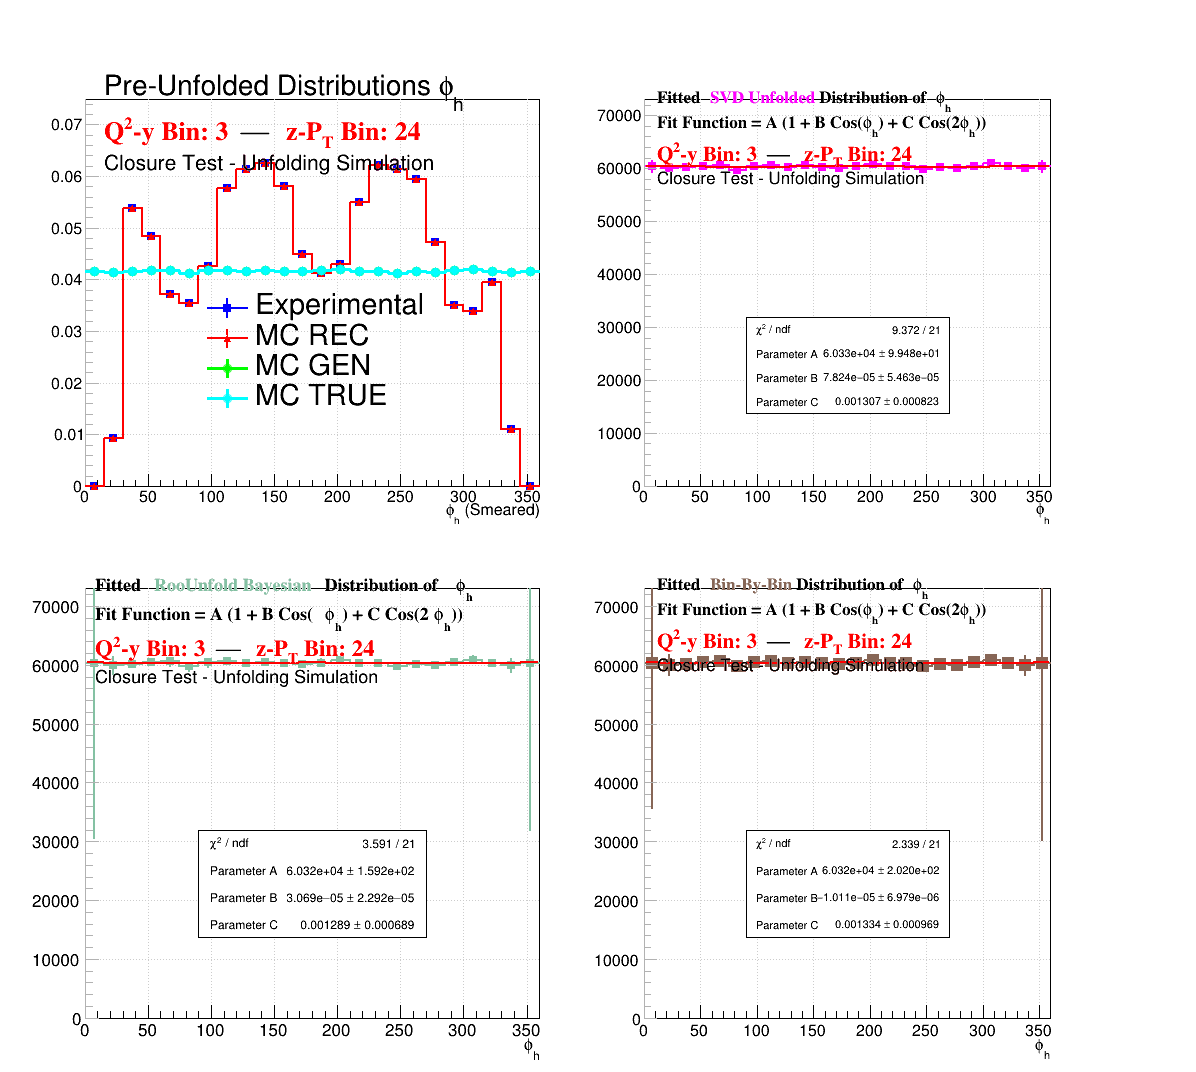 Pre-Unfolded Distributions ϕh
Q²-y Bin: 3 — z-PT Bin: 24
Closure Test - Unfolding Simulation
0.07
0.06
0.05
0.04
0.03
0.02
0.01
0
Experimental
MC REC
MC GEN
MC TRUE
0 50 100 150 200 250 300 350
ϕh (Smeared)
Fitted SVD Unfolded Distribution of ϕh
Fit Function = A (1 + B Cos(ϕh) + C Cos(2ϕh))
Q²-y Bin: 3 — z-PT Bin: 24
Closure Test - Unfolding Simulation
70000
60000
50000
40000
30000
20000
10000
0
χ² / ndf 9.372 / 21
Parameter A 6.033e+04 ± 9.948e+01
Parameter B 7.824e−05 ± 5.463e−05
Parameter C 0.001307 ± 0.000823
0 50 100 150 200 250 300 350
ϕh
Fitted RooUnfold Bayesian Distribution of ϕh
Fit Function = A (1 + B Cos( ϕh) + C Cos(2 ϕh))
Q²-y Bin: 3 — z-PT Bin: 24
Closure Test - Unfolding Simulation
70000
60000
50000
40000
30000
20000
10000
0
χ² / ndf 3.591 / 21
Parameter A 6.032e+04 ± 1.592e+02
Parameter B 3.069e−05 ± 2.292e−05
Parameter C 0.001289 ± 0.000689
0 50 100 150 200 250 300 350
ϕh
Fitted Bin-By-Bin Distribution of ϕh
Fit Function = A (1 + B Cos(ϕh) + C Cos(2ϕh))
Q²-y Bin: 3 — z-PT Bin: 24
Closure Test - Unfolding Simulation
70000
60000
50000
40000
30000
20000
10000
0
χ² / ndf 2.339 / 21
Parameter A 6.032e+04 ± 2.020e+02
Parameter B −1.011e−05 ± 6.979e−06
Parameter C 0.001334 ± 0.000969
0 50 100 150 200 250 300 350
ϕh